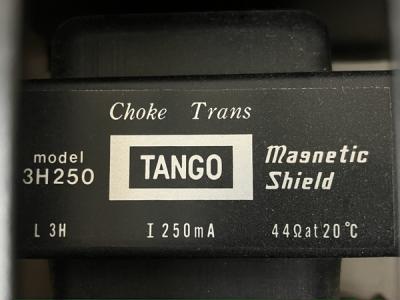 Choke Trans
model
3H250
TANGO
Magnetic
Shield
L 3H I 250mA 44Ωat20°C